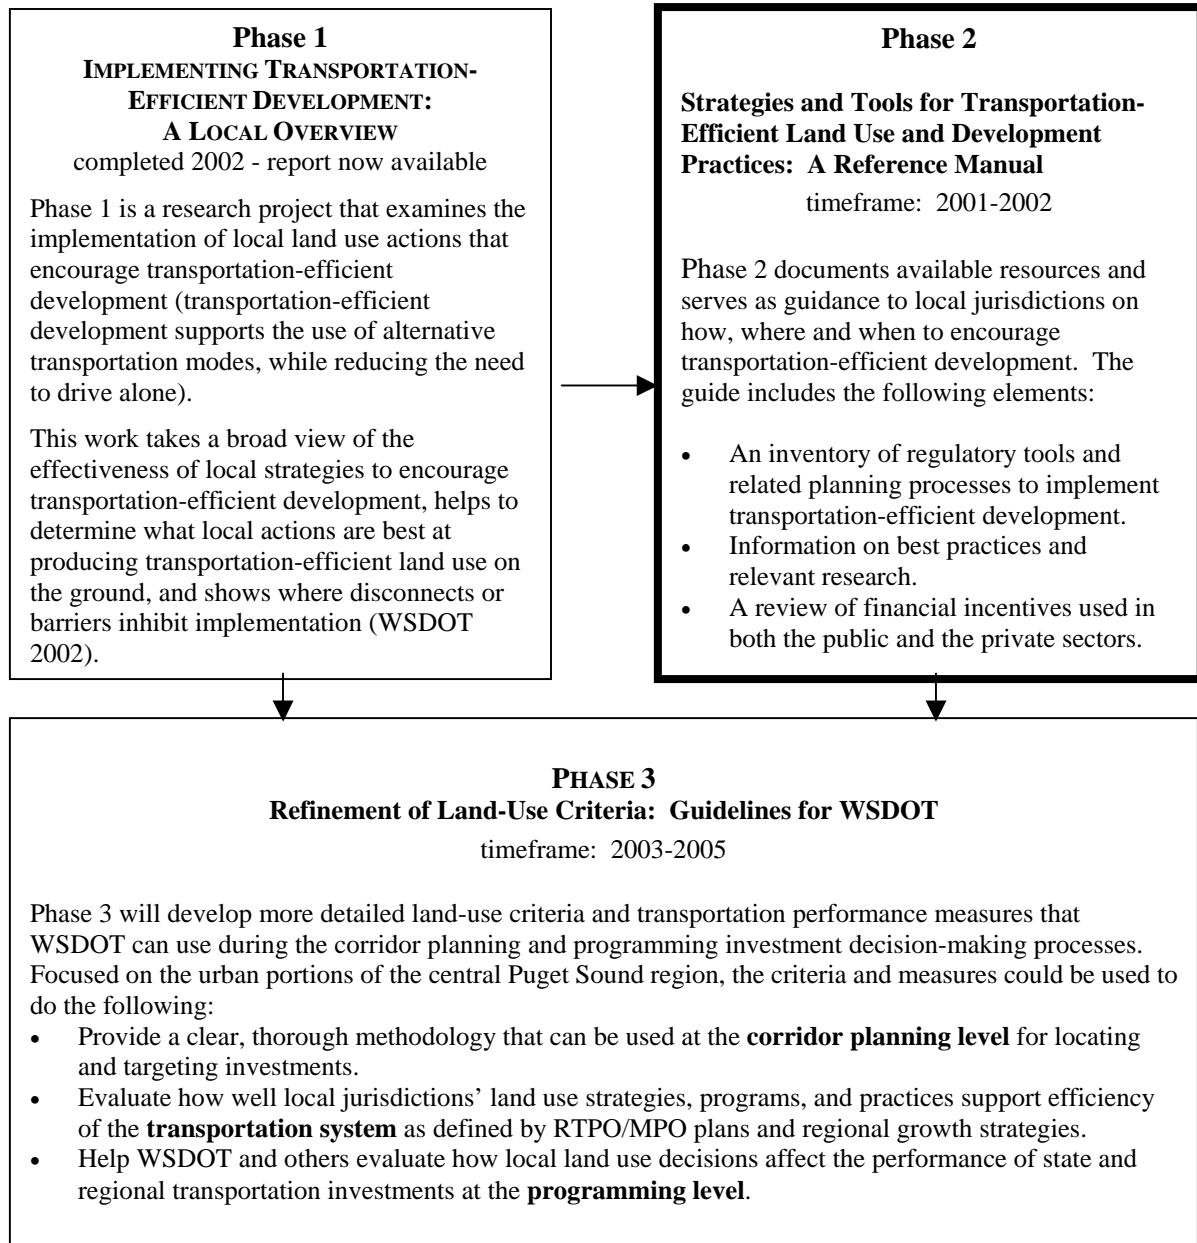 Phase 1
IMPLEMENTING TRANSPORTATION-
EFFICIENT DEVELOPMENT:
A LOCAL OVERVIEW
completed 2002 - report now available
Phase 1 is a research project that examines the
implementation of local land use actions that
encourage transportation-efficient
development (transportation-efficient
development supports the use of alternative
transportation modes, while reducing the need
to drive alone).
This work takes a broad view of the
effectiveness of local strategies to encourage
transportation-efficient development, helps to
determine what local actions are best at
producing transportation-efficient land use on
the ground, and shows where disconnects or
barriers inhibit implementation (WSDOT
2002).
Phase 2
Strategies and Tools for Transportation-
Efficient Land Use and Development
Practices:  A Reference Manual
timeframe:  2001-2002
Phase 2 documents available resources and
serves as guidance to local jurisdictions on
how, where and when to encourage
transportation-efficient development.  The
guide includes the following elements:
• An inventory of regulatory tools and
related planning processes to implement
transportation-efficient development.
• Information on best practices and
relevant research.
• A review of financial incentives used in
both the public and the private sectors.
PHASE 3
Refinement of Land-Use Criteria:  Guidelines for WSDOT
timeframe:  2003-2005
Phase 3 will develop more detailed land-use criteria and transportation performance measures that
WSDOT can use during the corridor planning and programming investment decision-making processes.
Focused on the urban portions of the central Puget Sound region, the criteria and measures could be used to
do the following:
• Provide a clear, thorough methodology that can be used at the corridor planning level for locating
and targeting investments.
• Evaluate how well local jurisdictions’ land use strategies, programs, and practices support efficiency
of the transportation system as defined by RTPO/MPO plans and regional growth strategies.
• Help WSDOT and others evaluate how local land use decisions affect the performance of state and
regional transportation investments at the programming level.